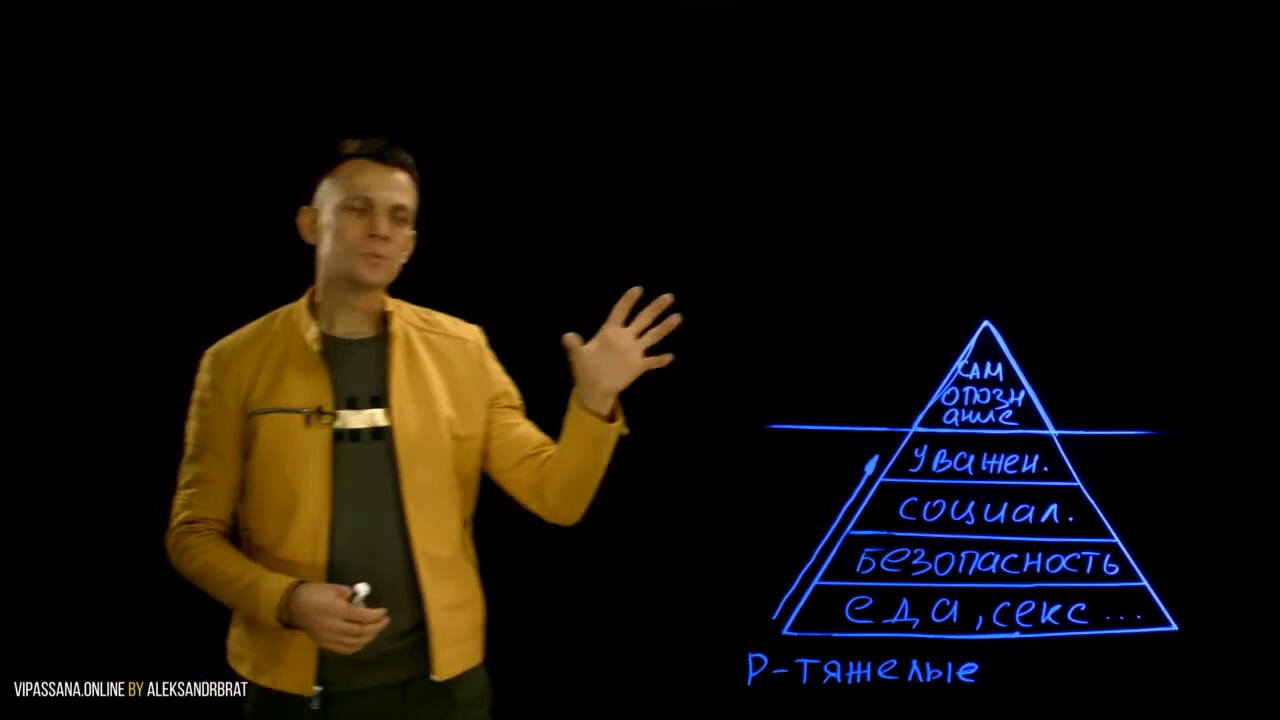 САМ
ОПОЗН
АНИЕ
Уважен.
Социал.
Безопасность
еда, секс ...
Р-тяжелые
VIPASSANA.ONLINE BY ALEKSANDRBRAT